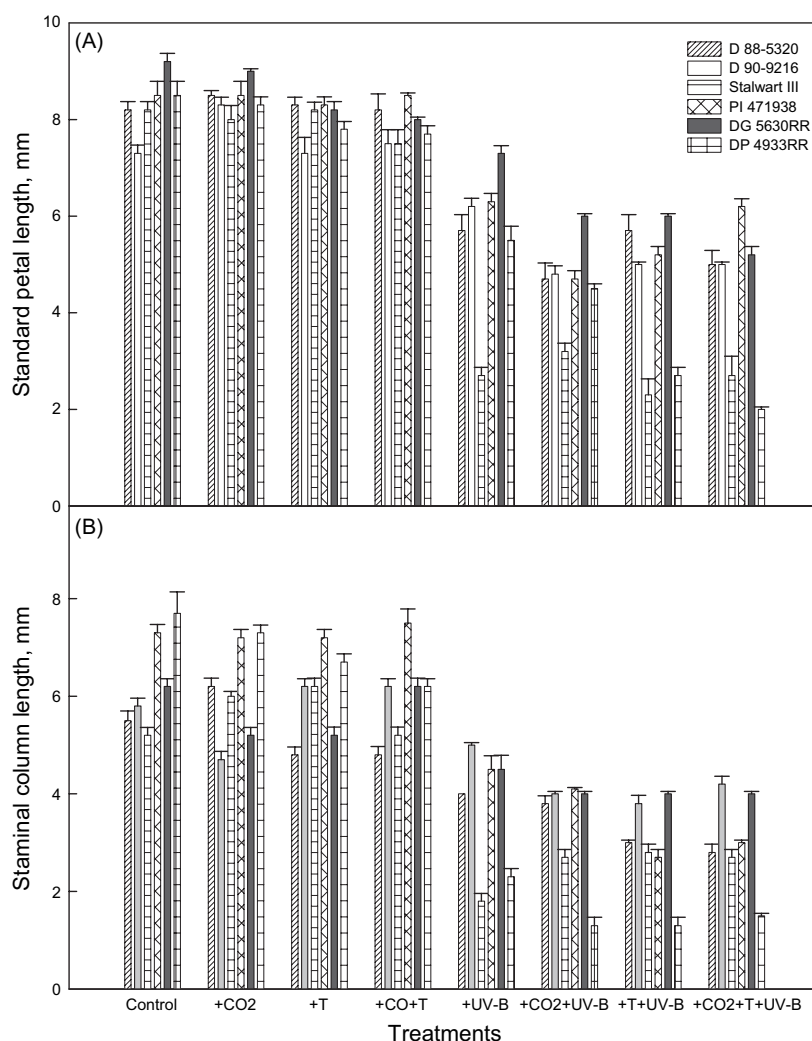 (A)
D 88-5320
D 90-9216
Stalwart III
PI 471938
DG 5630RR
DP 4933RR
Standard petal length, mm
10
8
6
4
2
0
(B)
Staminal column length, mm
8
6
4
2
0
Control +CO2 +T +CO+T +UV-B +CO2+UV-B +T+UV-B +CO2+T+UV-B
Treatments